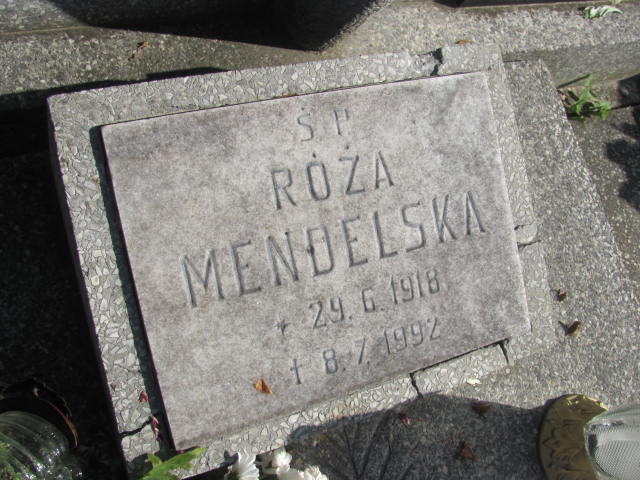 Ś P
RÓŻA
MENDELSKA
* 29.6.1918
† 8.7.1992